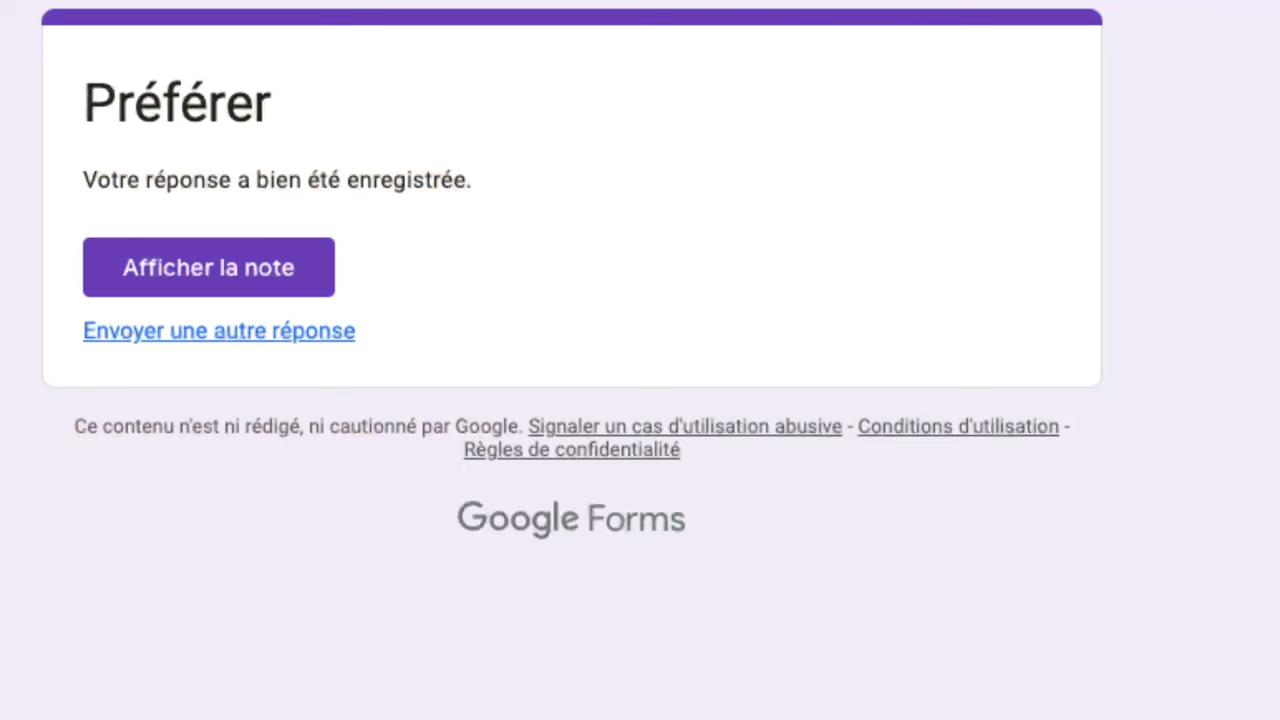 Préférer
Votre réponse a bien été enregistrée.
Afficher la note
Envoyer une autre réponse
Ce contenu n'est ni rédigé, ni cautionné par Google. Signaler un cas d'utilisation abusive - Conditions d'utilisation -
Règles de confidentialité
Google Forms